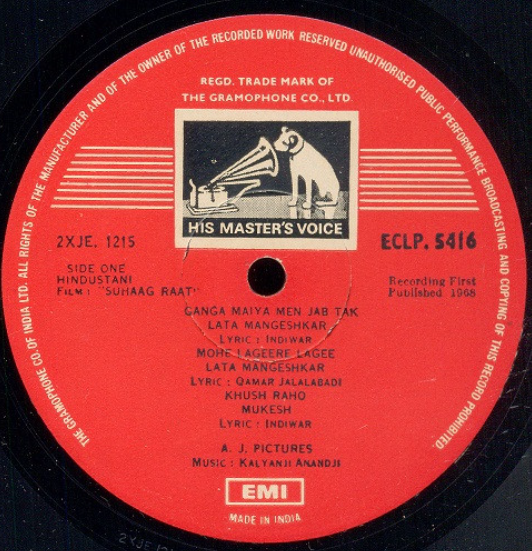 THE GRAMOPHONE CO. OF INDIA LTD. ALL RIGHTS OF THE MANUFACTURER AND OF THE OWNER OF THE RECORDED WORK RESERVED UNAUTHORISED PUBLIC PERFORMANCE BROADCASTING AND COPYING OF THIS RECORD PROHIBITED.
REGD. TRADE MARK OF
THE GRAMOPHONE CO., LTD.
HIS MASTER'S VOICE
2XJE. 1215
ECLP. 5416
SIDE ONE
HINDUSTANI
FILM : "SUHAAG RAAT"
Recording First
Published 1968
GANGA MAIYA MEN JAB TAK
LATA MANGESHKAR
LYRIC : INDIWAR
MOHE LAGEERE LAGEE
LATA MANGESHKAR
LYRIC : QAMAR JALALABADI
KHUSH RAHO
MUKESH
LYRIC : INDIWAR
A. J. PICTURES
MUSIC : KALYANJI ANANDJI
EMI
MADE IN INDIA